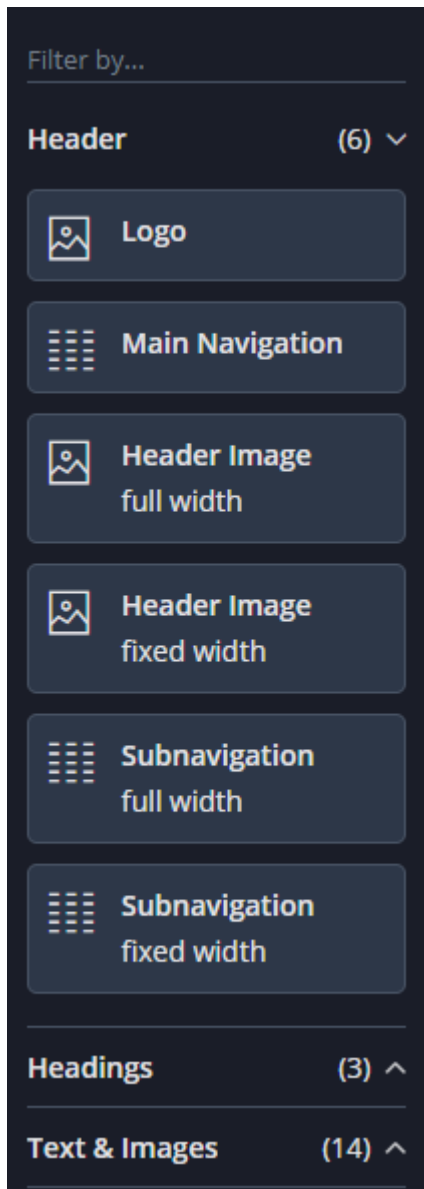 Filter by...
Header (6)
Logo
Main Navigation
Header Image
full width
Header Image
fixed width
Subnavigation
full width
Subnavigation
fixed width
Headings (3)
Text & Images (14)